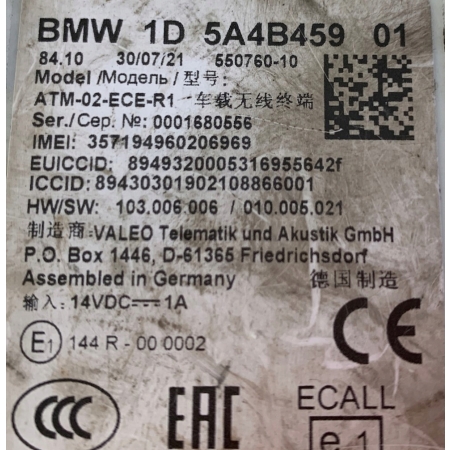 BMW 1D 5A4B459 01
84.10 30/07/21 550760-10
Model/Модель/型号:
ATM-02-ECE-R1 车载无线终端
Ser./Сер. №: 0001680556
IMEI: 357194960206969
EUICCID: 8949320005316955642f
ICCID: 89430301902108866001
HW/SW: 103.006.006 / 010.005.021
制造商:VALEO Telematik und Akustik GmbH
P.O. Box 1446, D-61365 Friedrichsdorf
Assembled in Germany 德国制造
输入: 14VDC⎓1A
CE
E1 144 R - 00 0002
CCC EAC ECALL
e 1